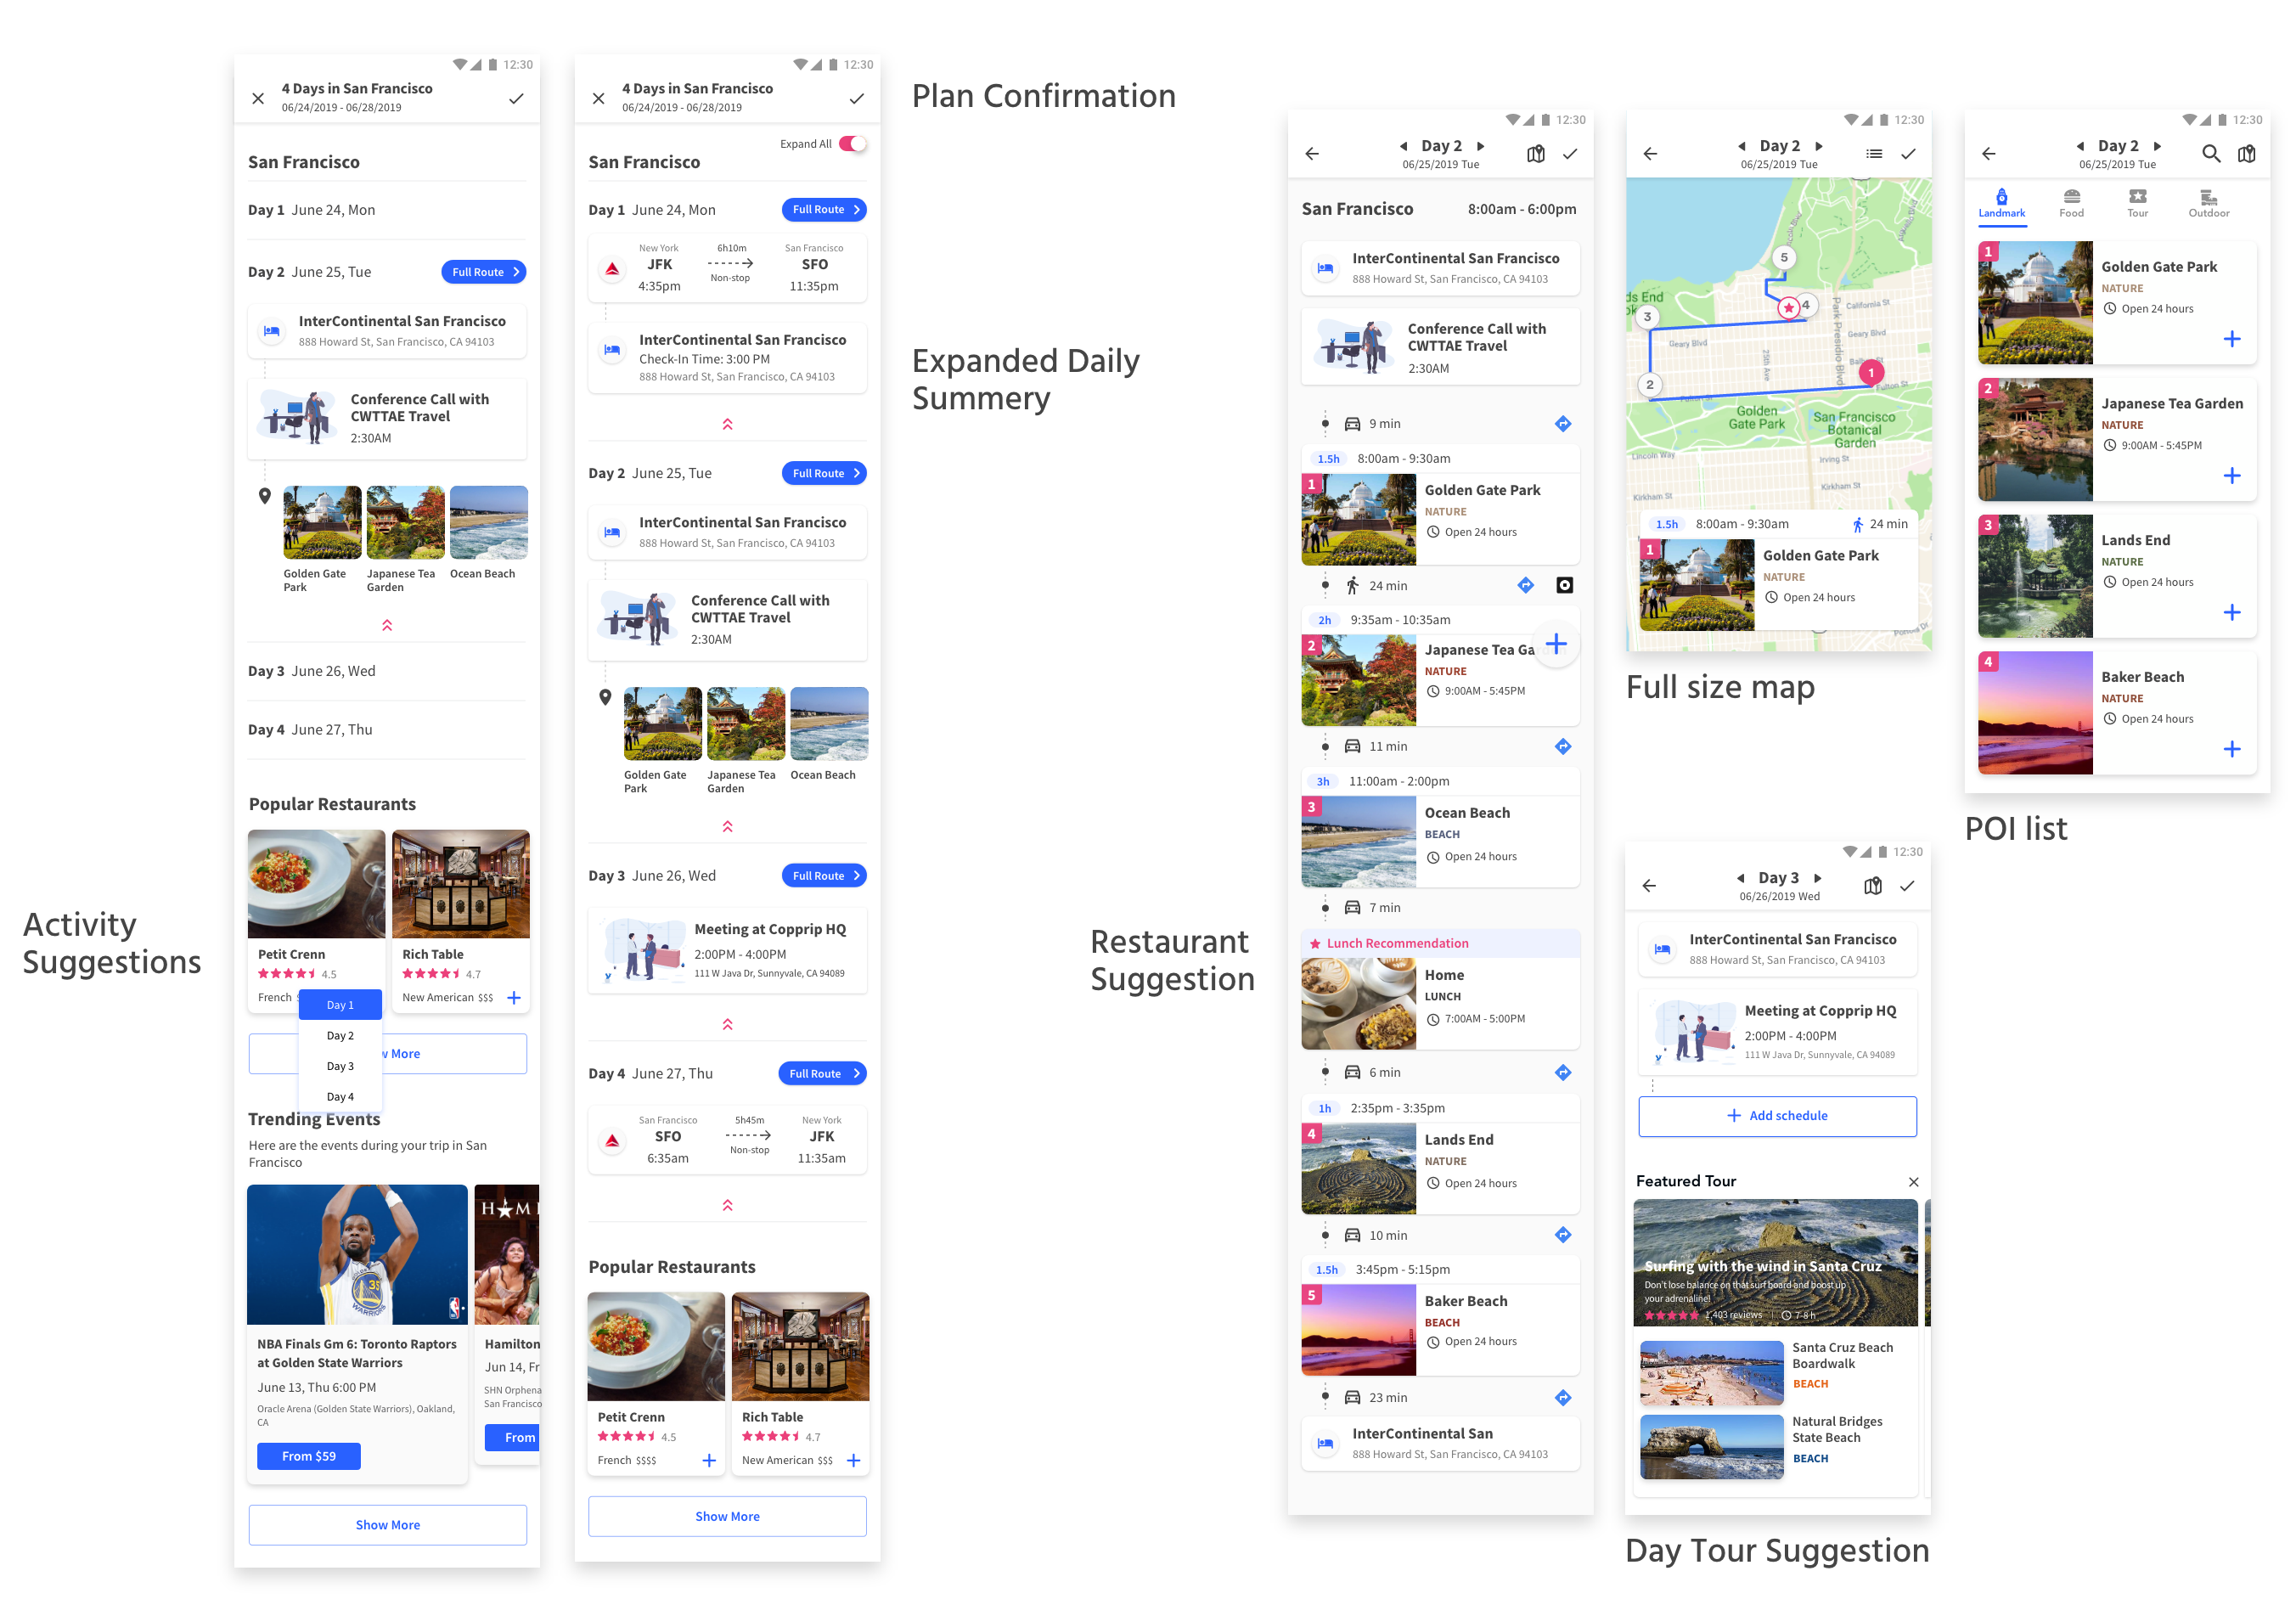 Activity
Suggestions
12:30
4 Days in San Francisco
06/24/2019 - 06/28/2019
San Francisco
Day 1 June 24, Mon
Day 2 June 25, Tue
Full Route
InterContinental San Francisco
888 Howard St, San Francisco, CA 94103
Conference Call with
CWTTAE Travel
2:30AM
Golden Gate
Park
Japanese Tea
Garden
Ocean Beach
Day 3 June 26, Wed
Day 4 June 27, Thu
Popular Restaurants
Petit Crenn
4.5
French
Rich Table
4.7
New American $$$
Day 1
Day 2
Day 3
Day 4
w More
Trending Events
Here are the events during your trip in San
Francisco
35
WARRIORS
NBA Finals Gm 6: Toronto Raptors
at Golden State Warriors
June 13, Thu 6:00 PM
Oracle Arena (Golden State Warriors), Oakland,
CA
From $59
Hamilton
Jun 14, Fr
SHN Orphena
San Francisco
From
Show More
12:30
4 Days in San Francisco
06/24/2019 - 06/28/2019
Expand All
San Francisco
Day 1 June 24, Mon
Full Route
New York
JFK
4:35pm
6h10m
Non-stop
San Francisco
SFO
11:35pm
InterContinental San Francisco
Check-In Time: 3:00 PM
888 Howard St, San Francisco, CA 94103
Day 2 June 25, Tue
Full Route
InterContinental San Francisco
888 Howard St, San Francisco, CA 94103
Conference Call with
CWTTAE Travel
2:30AM
Golden Gate
Park
Japanese Tea
Garden
Ocean Beach
Day 3 June 26, Wed
Full Route
Meeting at Copprip HQ
2:00PM - 4:00PM
111 W Java Dr, Sunnyvale, CA 94089
Day 4 June 27, Thu
Full Route
San Francisco
SFO
6:35am
5h45m
Non-stop
New York
JFK
11:35am
Popular Restaurants
Petit Crenn
4.5
French $$$$
Rich Table
4.7
New American $$$
Show More
Plan Confirmation
Expanded Daily
Summery
Restaurant
Suggestion
12:30
Day 2
06/25/2019 Tue
San Francisco 8:00am - 6:00pm
InterContinental San Francisco
888 Howard St, San Francisco, CA 94103
Conference Call with
CWTTAE Travel
2:30AM
9 min
1.5h 8:00am - 9:30am
1
Golden Gate Park
NATURE
Open 24 hours
24 min
2h 9:35am - 10:35am
2
Japanese Tea Ga
NATURE
9:00AM - 5:45PM
11 min
3h 11:00am - 2:00pm
3
Ocean Beach
BEACH
Open 24 hours
7 min
Lunch Recommendation
Home
LUNCH
7:00AM - 5:00PM
6 min
1h 2:35pm - 3:35pm
4
Lands End
NATURE
Open 24 hours
10 min
1.5h 3:45pm - 5:15pm
5
Baker Beach
BEACH
Open 24 hours
23 min
InterContinental San
888 Howard St, San Francisco, CA 94103
12:30
Day 2
06/25/2019 Tue
5
4
ds End
3
California St
Geary Blvd
Geary Blvd
Park Presidio Blvd
25th Ave
2
1
Fulton St
Golden
Gate Park
San Francisco
Botanical
Garden
Lincoln Way
Irving St
Kirkham St
Kirkham St
1.5h 8:00am - 9:30am 24 min
1
Golden Gate Park
NATURE
Open 24 hours
Full size map
12:30
Day 2
06/25/2019 Tue
Landmark Food Tour Outdoor
1
Golden Gate Park
NATURE
Open 24 hours
2
Japanese Tea Garden
NATURE
9:00AM - 5:45PM
3
Lands End
NATURE
Open 24 hours
4
Baker Beach
NATURE
Open 24 hours
POI list
12:30
Day 3
06/26/2019 Wed
InterContinental San Francisco
888 Howard St, San Francisco, CA 94103
Meeting at Copprip HQ
2:00PM - 4:00PM
111 W Java Dr, Sunnyvale, CA 94089
Add schedule
Featured Tour
Surfing with the wind in Santa Cruz
Don't lose balance on that surf board and boost up
your adrenaline!
1,403 reviews 7-8 h
Santa Cruz Beach
Boardwalk
BEACH
Natural Bridges
State Beach
BEACH
Day Tour Suggestion